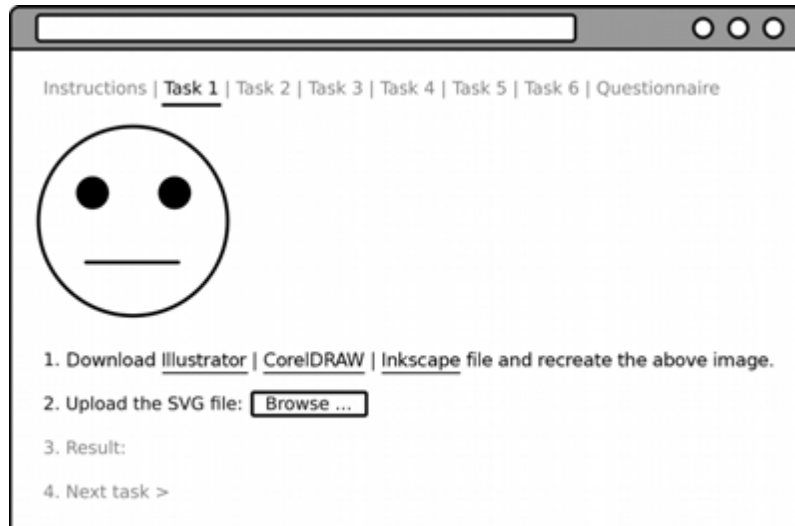 Instructions | Task 1 | Task 2 | Task 3 | Task 4 | Task 5 | Task 6 | Questionnaire
1. Download Illustrator | CorelDRAW | Inkscape file and recreate the above image.
2. Upload the SVG file: Browse ...
3. Result:
4. Next task >